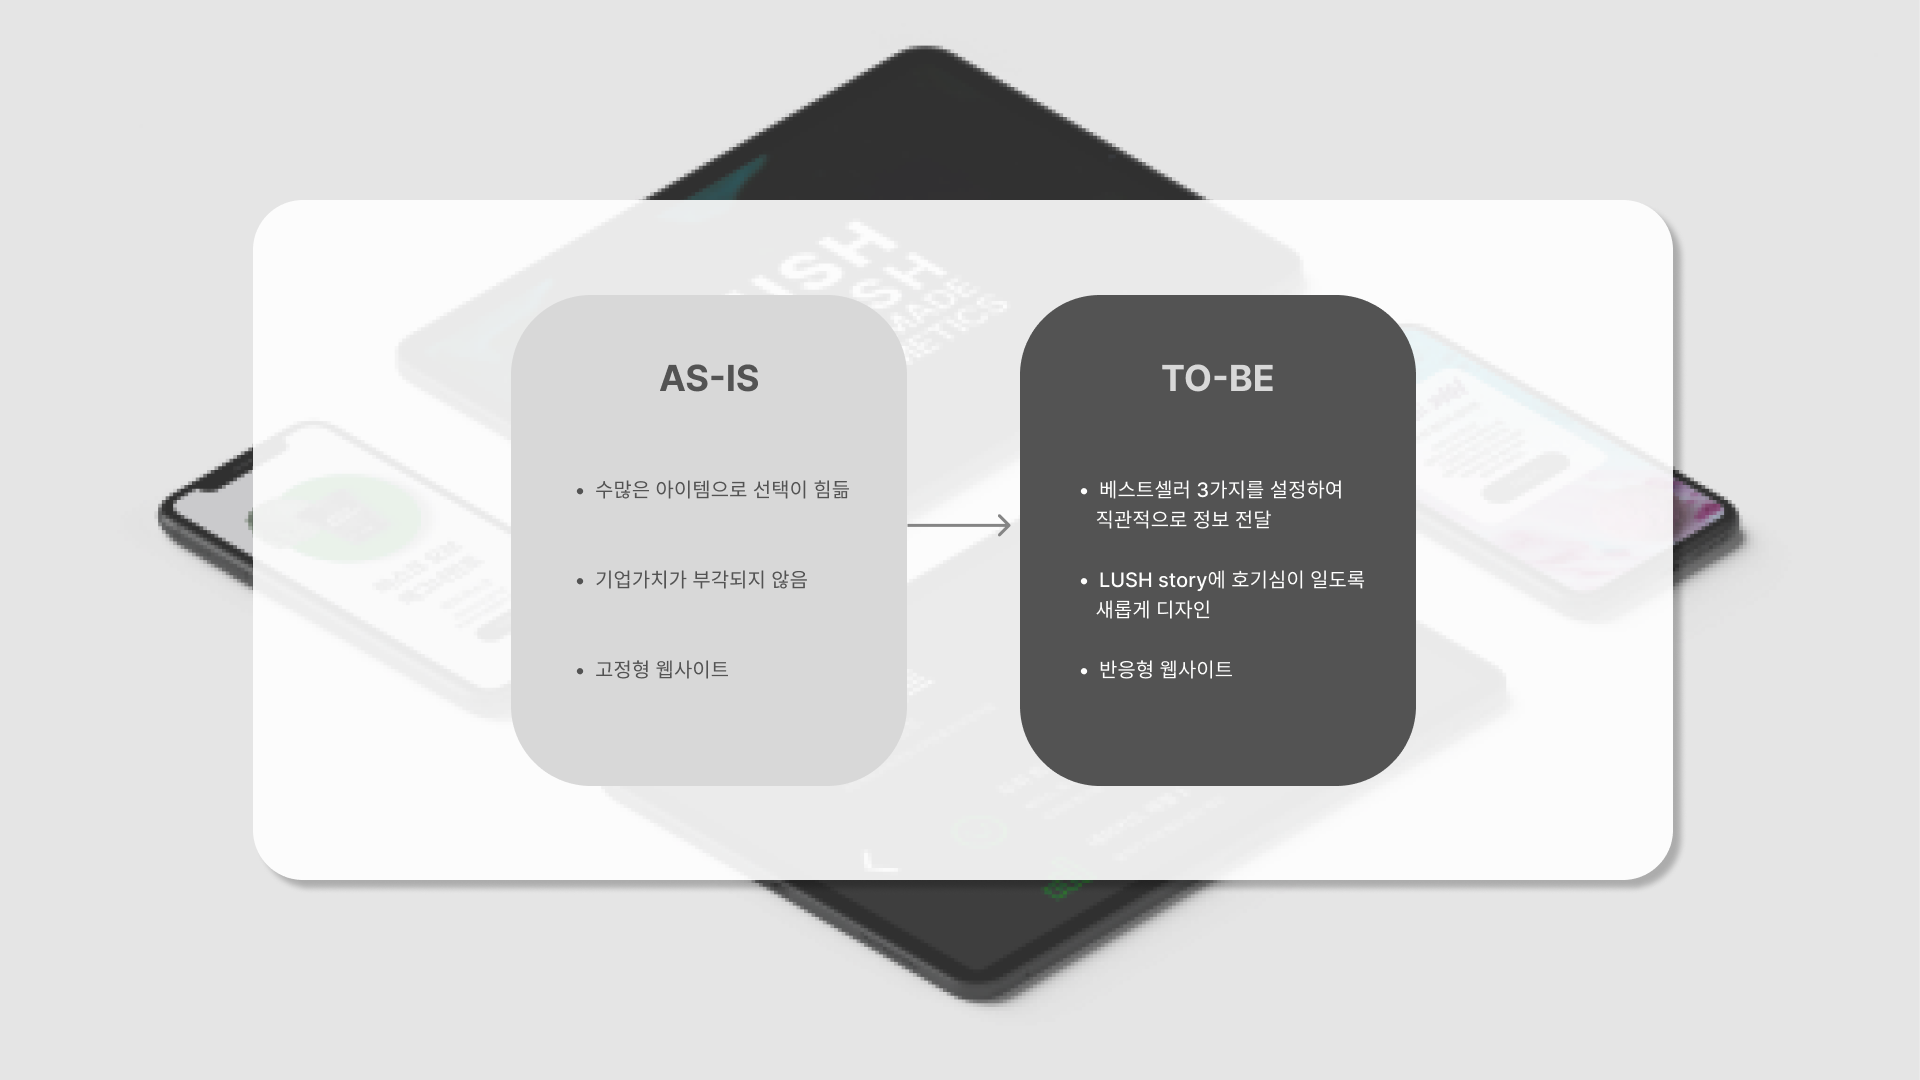 USH
SH
MADE
METICS
AS-IS
• 수많은 아이템으로 선택이 힘듦
• 기업가치가 부각되지 않음
• 고정형 웹사이트
TO-BE
• 베스트셀러 3가지를 설정하여
직관적으로 정보 전달
• LUSH story에 호기심이 일도록
새롭게 디자인
• 반응형 웹사이트